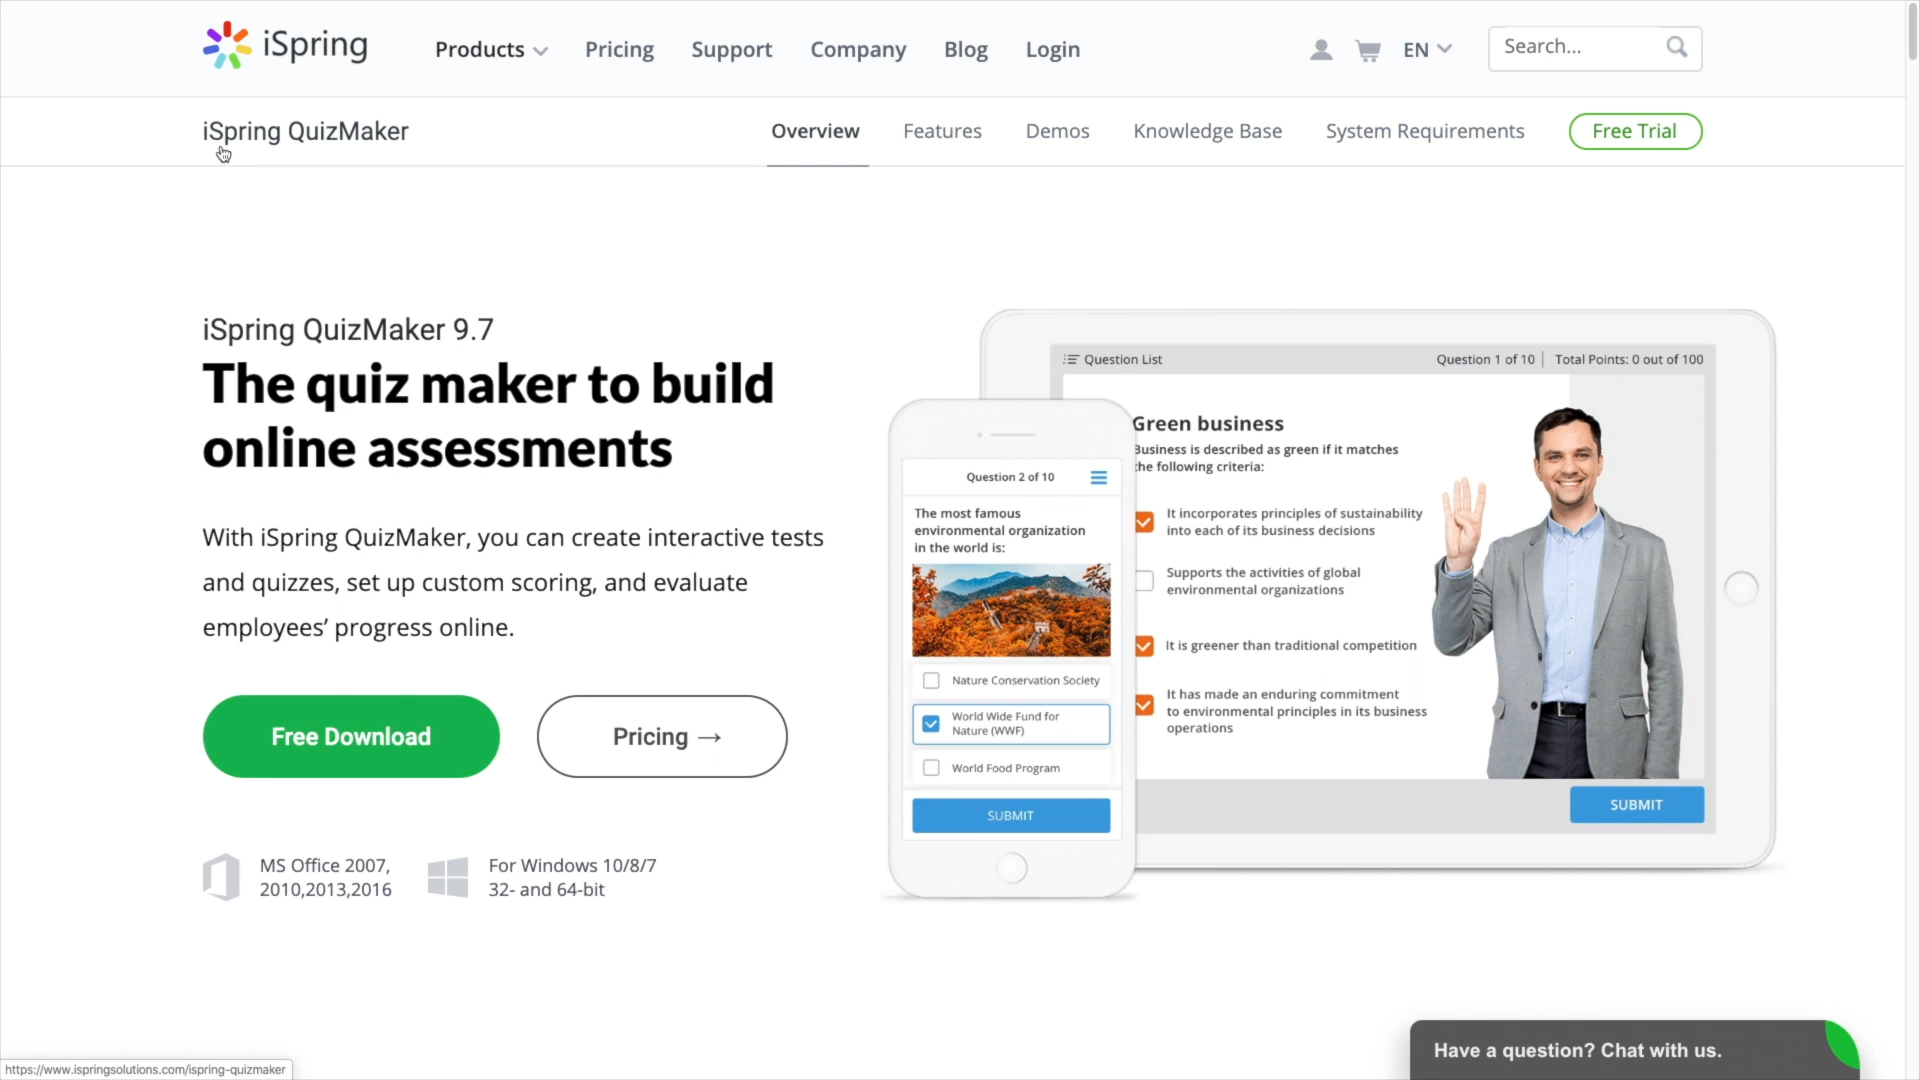 iSpring
Products
Pricing
Support
Company
Blog
Login
EN
Search...
iSpring QuizMaker
Overview
Features
Demos
Knowledge Base
System Requirements
Free Trial
iSpring QuizMaker 9.7
The quiz maker to build
online assessments
With iSpring QuizMaker, you can create interactive tests
and quizzes, set up custom scoring, and evaluate
employees’ progress online.
Free Download
Pricing →
MS Office 2007,
2010,2013,2016
For Windows 10/8/7
32- and 64-bit
Question 2 of 10
The most famous
environmental organization
in the world is:
Nature Conservation Society
World Wide Fund for
Nature (WWF)
World Food Program
SUBMIT
Question List
Question 1 of 10
Total Points: 0 out of 100
Green business
Business is described as green if it matches
the following criteria:
It incorporates principles of sustainability
into each of its business decisions
Supports the activities of global
environmental organizations
It is greener than traditional competition
It has made an enduring commitment
to environmental principles in its business
operations
SUBMIT
Have a question? Chat with us.
https://www.ispringsolutions.com/ispring-quizmaker